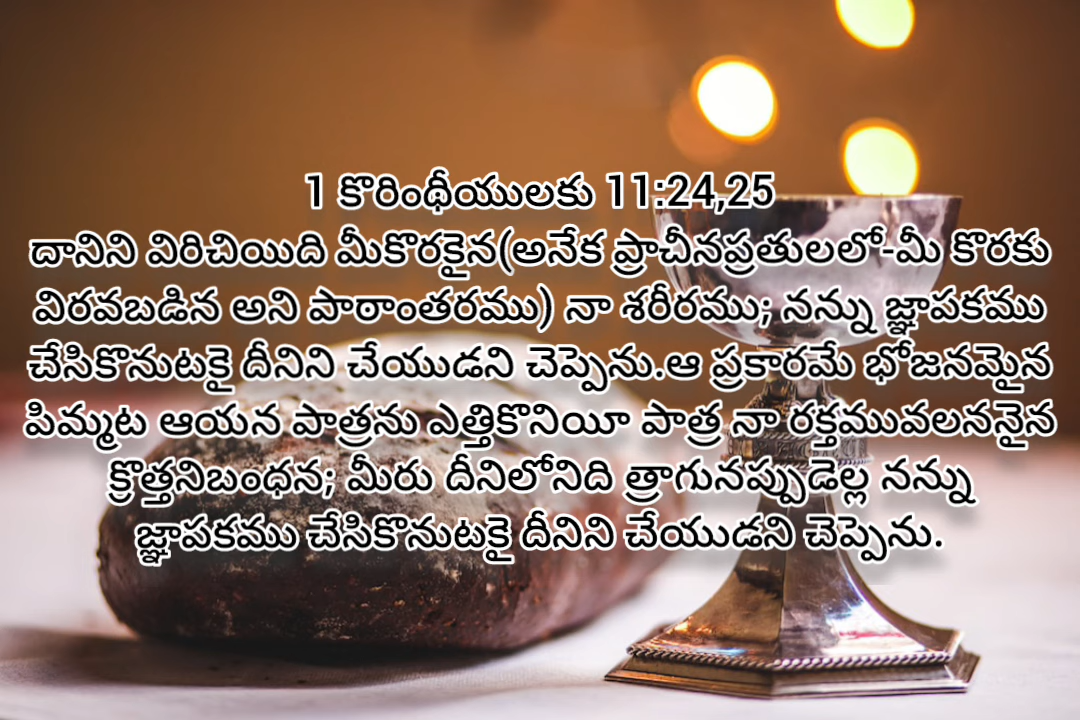 1 కొరింథీయులకు 11:24,25
దానిని విరిచియిది మీకొరకైన(అనేక ప్రాచీనప్రతులలో-మీ కొరకు
విరవబడిన అని పాఠాంతరము) నా శరీరము; నన్ను జ్ఞాపకము
చేసికొనుటకై దీనిని చేయుడని చెప్పెను.ఆ ప్రకారమే భోజనమైన
పిమ్మట ఆయన పాత్రను ఎత్తికొనియీ పాత్ర నా రక్తమువలననైన
క్రొత్తనిబంధన; మీరు దీనిలోనిది త్రాగునప్పుడెల్ల నన్ను
జ్ఞాపకము చేసికొనుటకై దీనిని చేయుడని చెప్పెను.